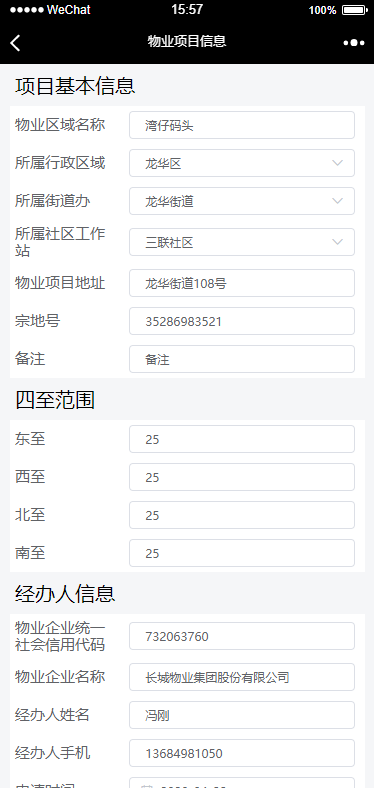 WeChat 15:57 100%
物业项目信息
项目基本信息
物业区域名称 湾仔码头
所属行政区域 龙华区
所属街道办 龙华街道
所属社区工作
站 三联社区
物业项目地址 龙华街道108号
宗地号 35286983521
备注 备注
四至范围
东至 25
西至 25
北至 25
南至 25
经办人信息
物业企业统一
社会信用代码 732063760
物业企业名称 长城物业集团股份有限公司
经办人姓名 冯刚
经办人手机 13684981050
申请时间